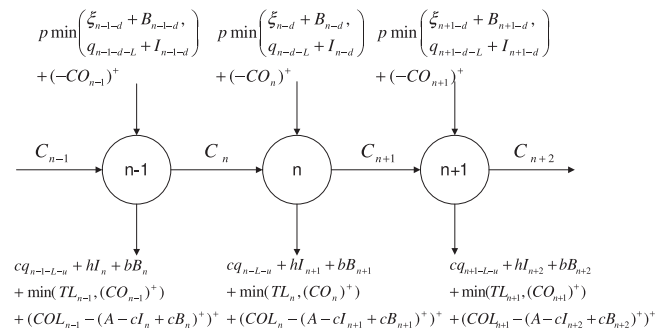 p min(ξ_{n-1-d} + B_{n-1-d}, p min(ξ_{n-d} + B_{n-d}, p min(ξ_{n+1-d} + B_{n+1-d},
q_{n-1-d-L} + I_{n-1-d}) q_{n-d-L} + I_{n-d}) q_{n+1-d-L} + I_{n+1-d})
+ (-CO_{n-1})^+ + (-CO_n)^+ + (-CO_{n+1})^+
C_{n-1} C_n C_{n+1} C_{n+2}
n-1 n n+1
cq_{n-1-L-u} + hI_n + bB_n cq_{n-L-u} + hI_{n+1} + bB_{n+1} cq_{n+1-L-u} + hI_{n+2} + bB_{n+2}
+ min(TL_{n-1}, (CO_{n-1})^+) + min(TL_n, (CO_n)^+) + min(TL_{n+1}, (CO_{n+1})^+)
+ (COL_{n-1} - (A - cI_n + cB_n)^+)^+ + (COL_n - (A - cI_{n+1} + cB_{n+1})^+)^+ + (COL_{n+1} - (A - cI_{n+2} + cB_{n+2})^+)^+